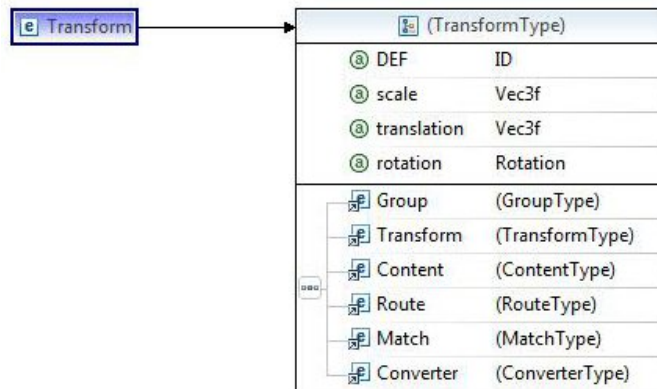 Transform
(TransformType)
DEF ID
scale Vec3f
translation Vec3f
rotation Rotation
Group (GroupType)
Transform (TransformType)
Content (ContentType)
Route (RouteType)
Match (MatchType)
Converter (ConverterType)